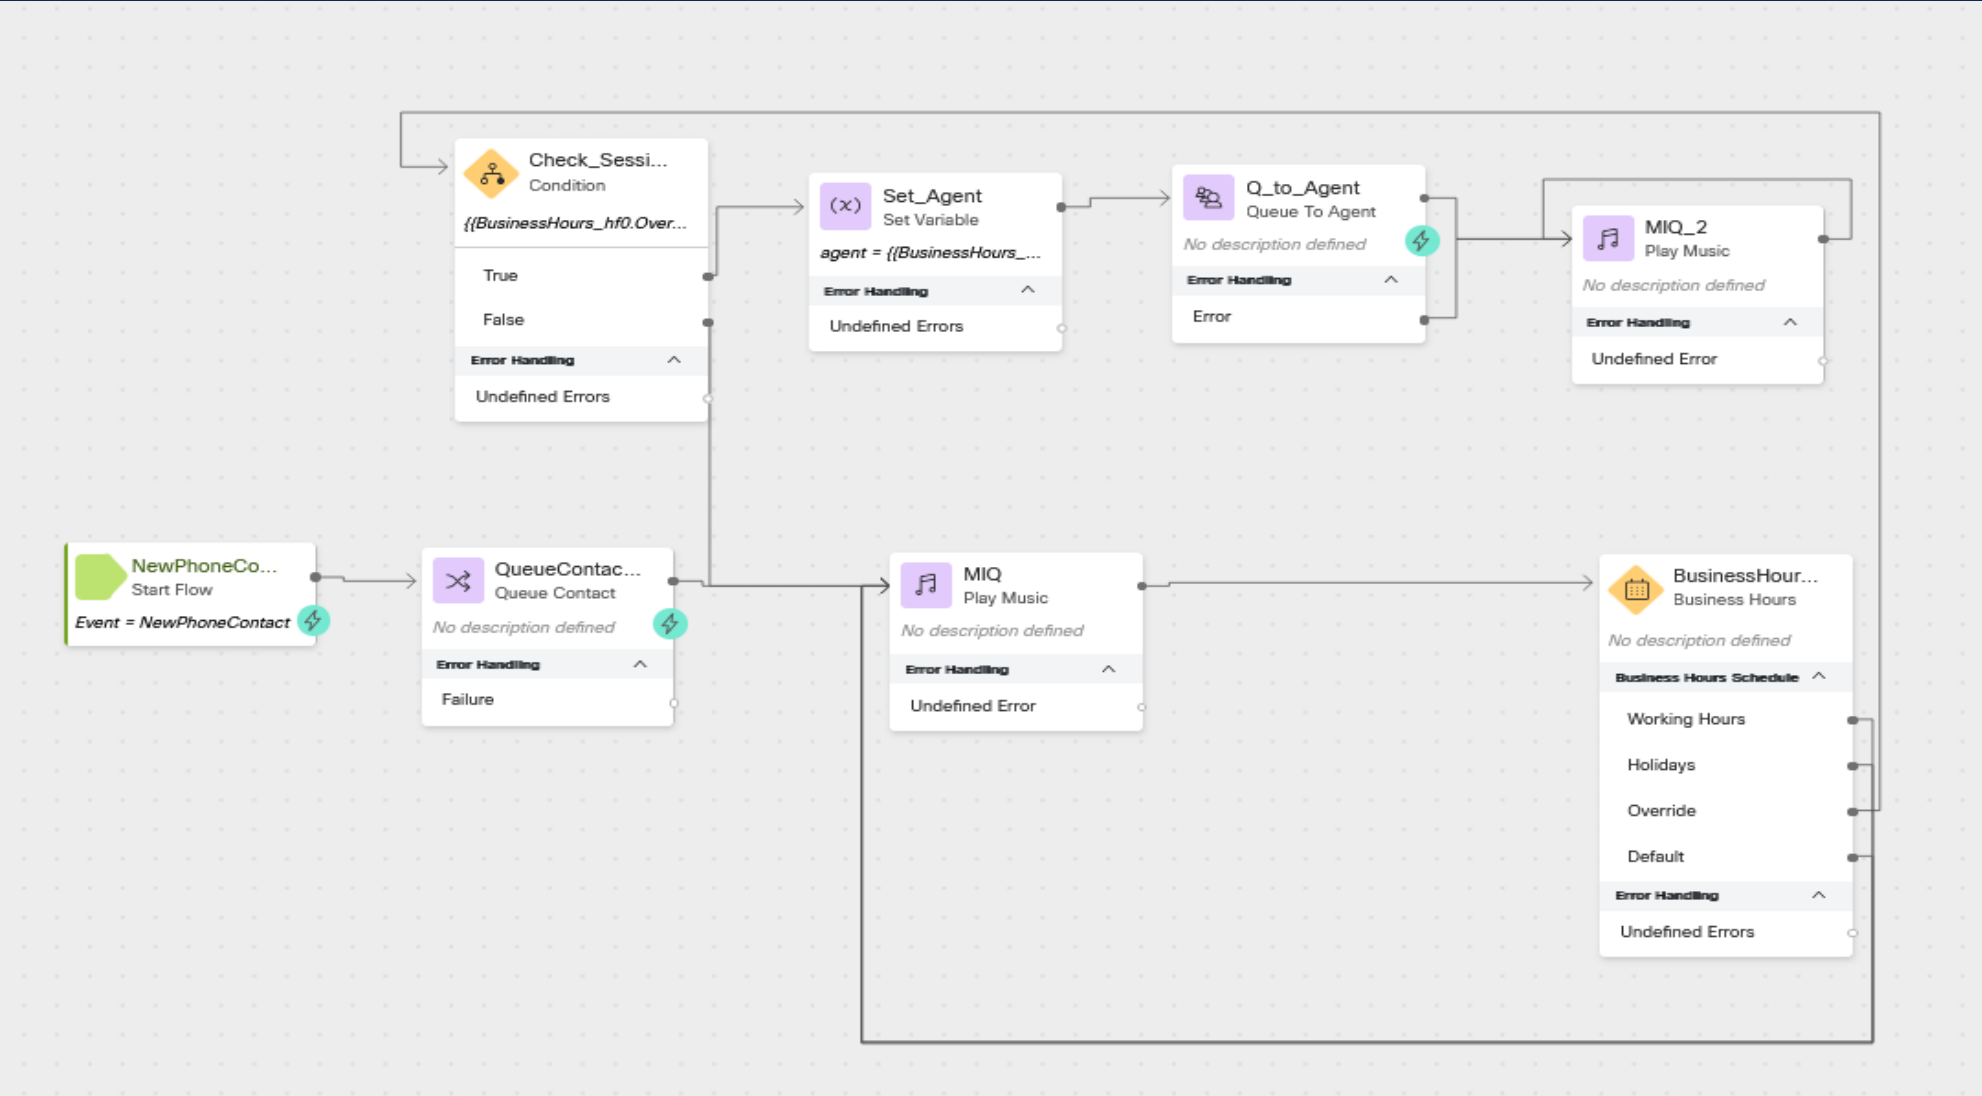 Check_Sessi...
Condition
{{BusinessHours_hf0.Over...
True
False
Error Handling
Undefined Errors
Set_Agent
Set Variable
agent = {{BusinessHours_...
Error Handling
Undefined Errors
Q_to_Agent
Queue To Agent
No description defined
Error Handling
Error
MIQ_2
Play Music
No description defined
Error Handling
Undefined Error
NewPhoneCo...
Start Flow
Event = NewPhoneContact
QueueContac...
Queue Contact
No description defined
Error Handling
Failure
MIQ
Play Music
No description defined
Error Handling
Undefined Error
BusinessHour...
Business Hours
No description defined
Business Hours Schedule
Working Hours
Holidays
Override
Default
Error Handling
Undefined Errors